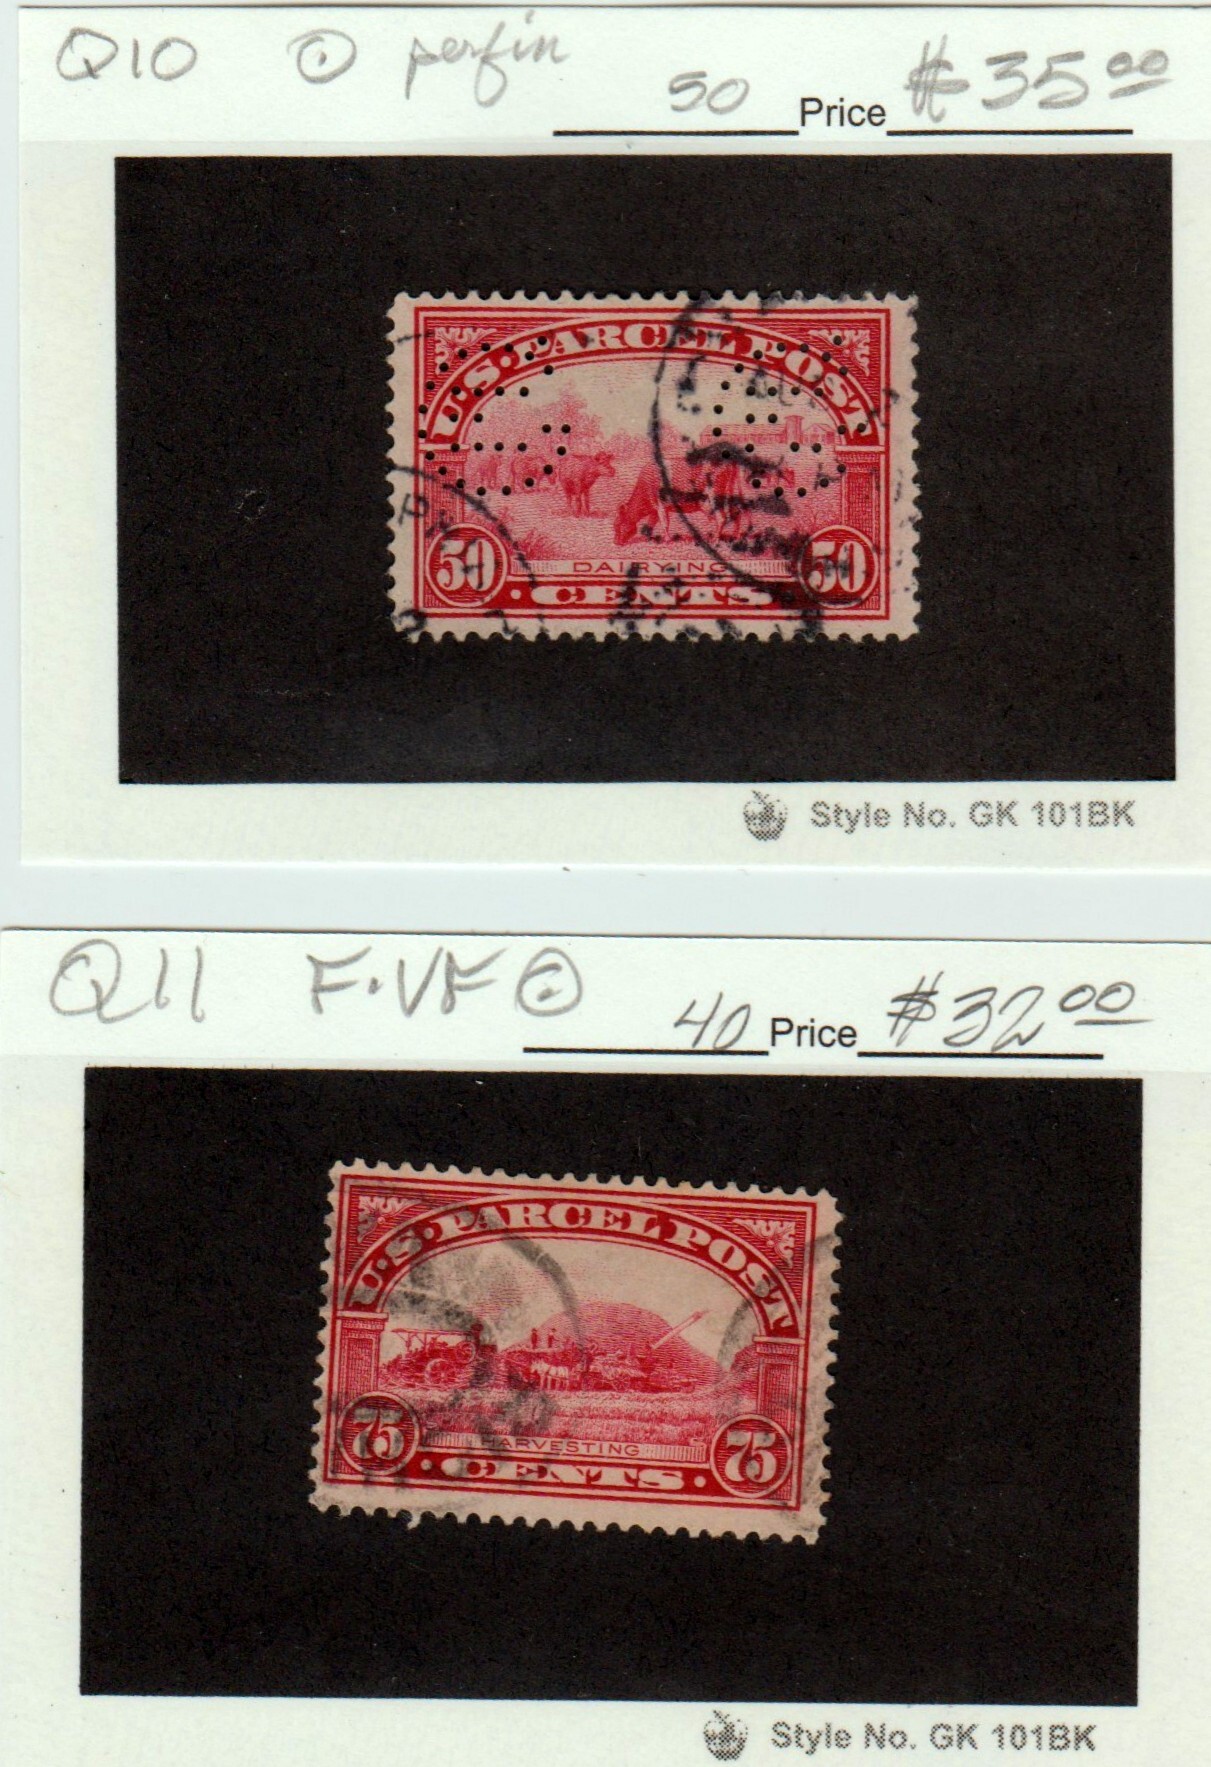 Q10 ⊙ perfin 50 Price $35.00
U.S. PARCEL POST
50 DAIRYING 50
· CENTS ·
Style No. GK 101BK
Q11 F-VF ⊙ 40 Price $32.00
U.S. PARCEL POST
HARVESTING
75 · CENTS · 75
Style No. GK 101BK